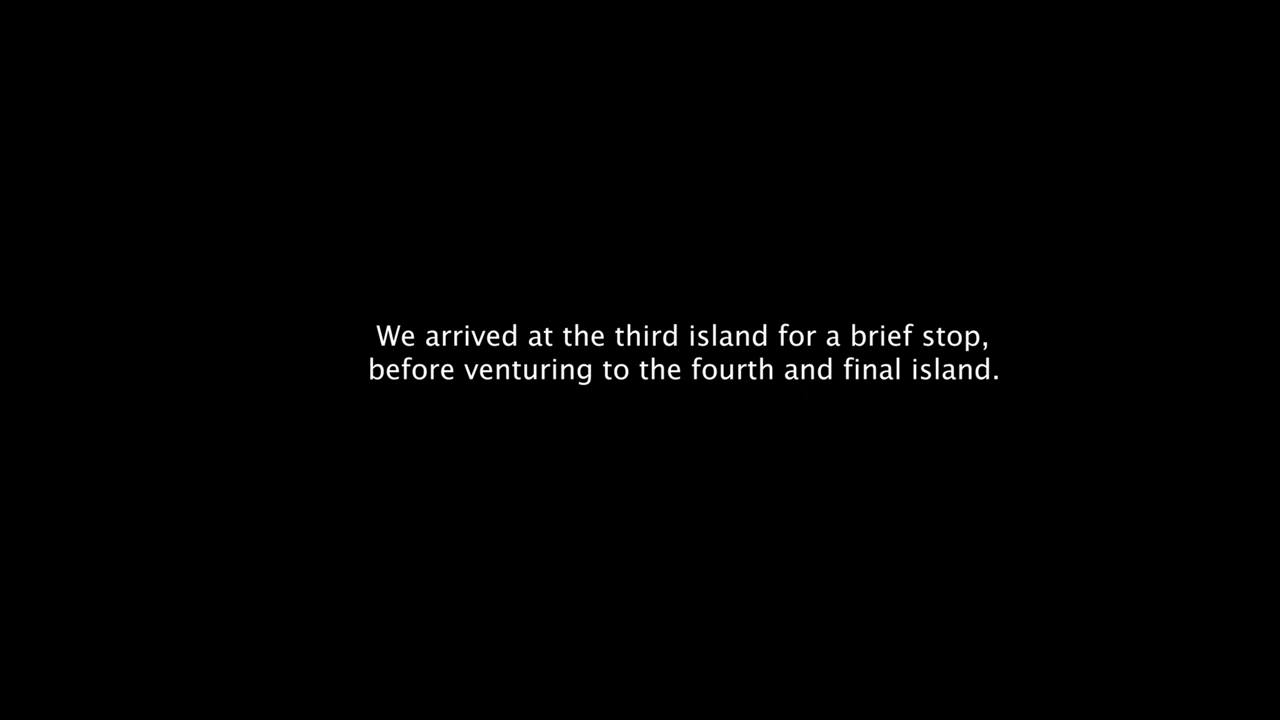 We arrived at the third island for a brief stop,
before venturing to the fourth and final island.